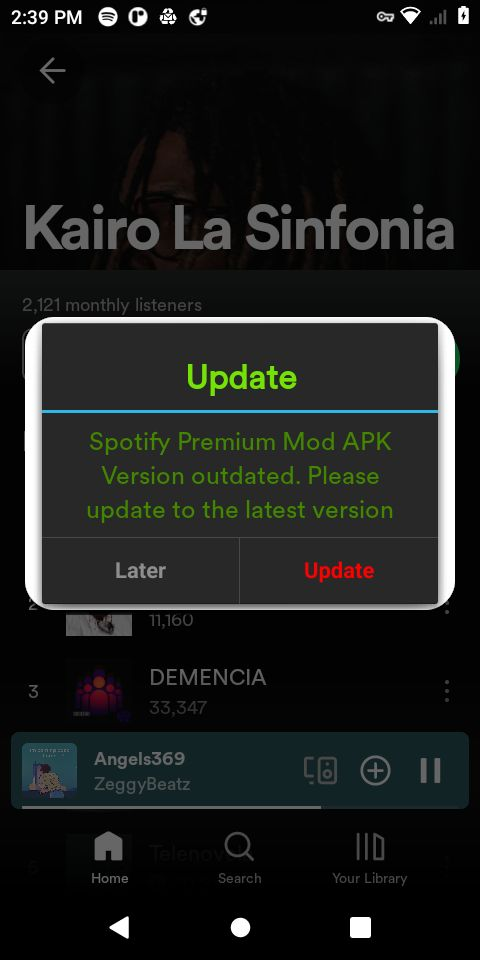 2:39 PM
Kairo La Sinfonia
2,121 monthly listeners
Update
Spotify Premium Mod APK
Version outdated. Please
update to the latest version
Later
Update
2
11,160
3
DEMENCIA
33,347
Angels369
ZeggyBeatz
Home
Search
Your Library